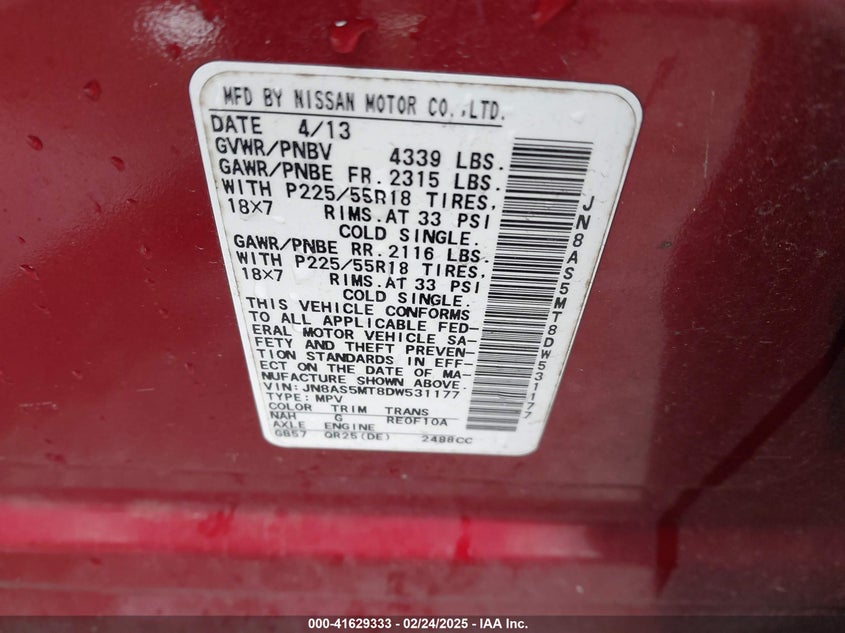 MFD BY NISSAN MOTOR CO.,LTD.
DATE 4/13
GVWR/PNBV 4339 LBS.
GAWR/PNBE FR. 2315 LBS.
WITH P225/55R18 TIRES,
18X7 RIMS.AT 33 PSI
COLD SINGLE.
GAWR/PNBE RR. 2116 LBS.
WITH P225/55R18 TIRES,
18X7 RIMS.AT 33 PSI
COLD SINGLE.
THIS VEHICLE CONFORMS
TO ALL APPLICABLE FED-
ERAL MOTOR VEHICLE SA-
FETY AND THEFT PREVEN-
TION STANDARDS IN EFF-
ECT ON THE DATE OF MA-
NUFACTURE SHOWN ABOVE.
VIN: JN8AS5MT8DW531177
TYPE: MPV
COLOR TRIM TRANS
NAH G RE0F10A
AXLE ENGINE
GB57 QR25(DE) 2488CC
JN8AS5MT8DW531177
000-41629333 - 02/24/2025 - IAA Inc.